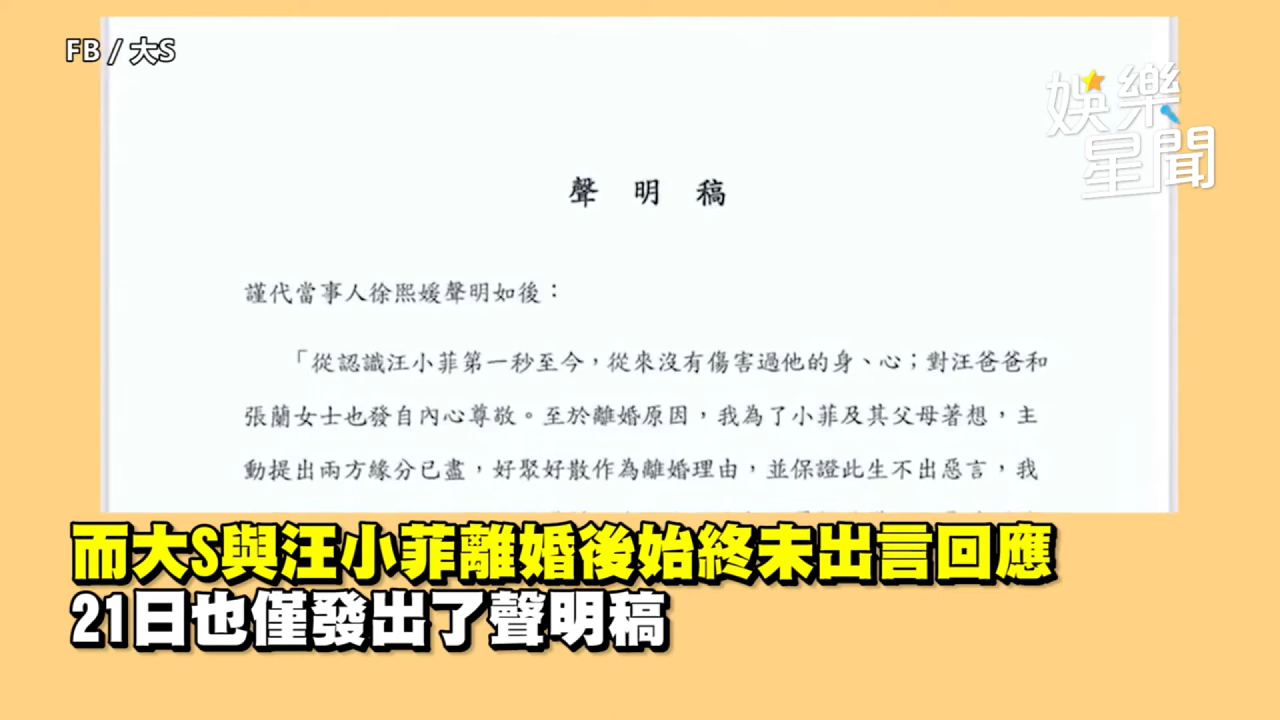 FB / 大S
娛樂
星聞
聲明稿
謹代當事人徐熙媛聲明如後：
「從認識汪小菲第一秒至今，從來沒有傷害過他的身、心；對汪爸爸和
張蘭女士也發自內心尊敬。至於離婚原因，我為了小菲及其父母著想，主
動提出兩方緣分已盡，好聚好散作為離婚理由，並保證此生不出惡言，我
而大S與汪小菲離婚後始終未出言回應
21日也僅發出了聲明稿